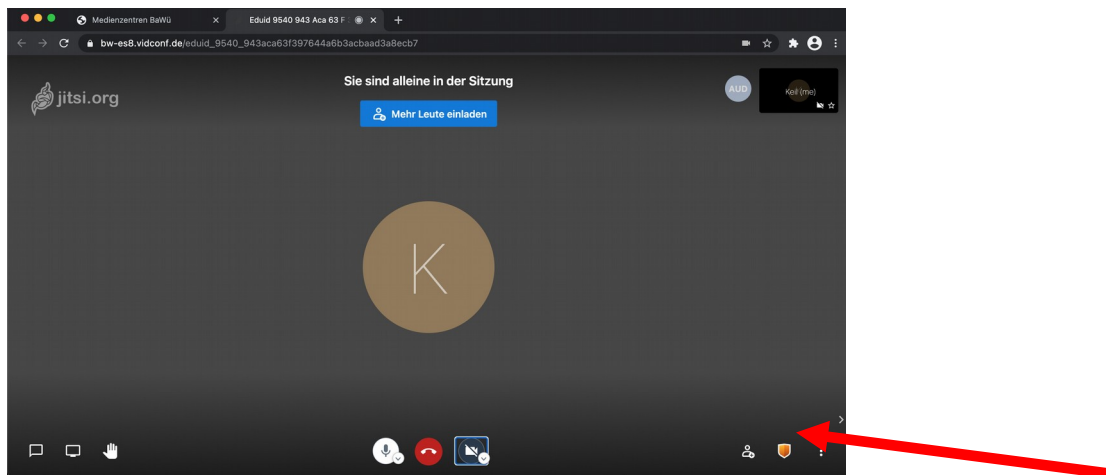 Medienzentren BaWü
Eduid 9540 943 Aca 63 F
bw-es8.vidconf.de/eduid_9540_943aca63f397644a6b3acbaad3a8ecb7
jitsi.org
Sie sind alleine in der Sitzung
Mehr Leute einladen
AUD
Keil (me)
K